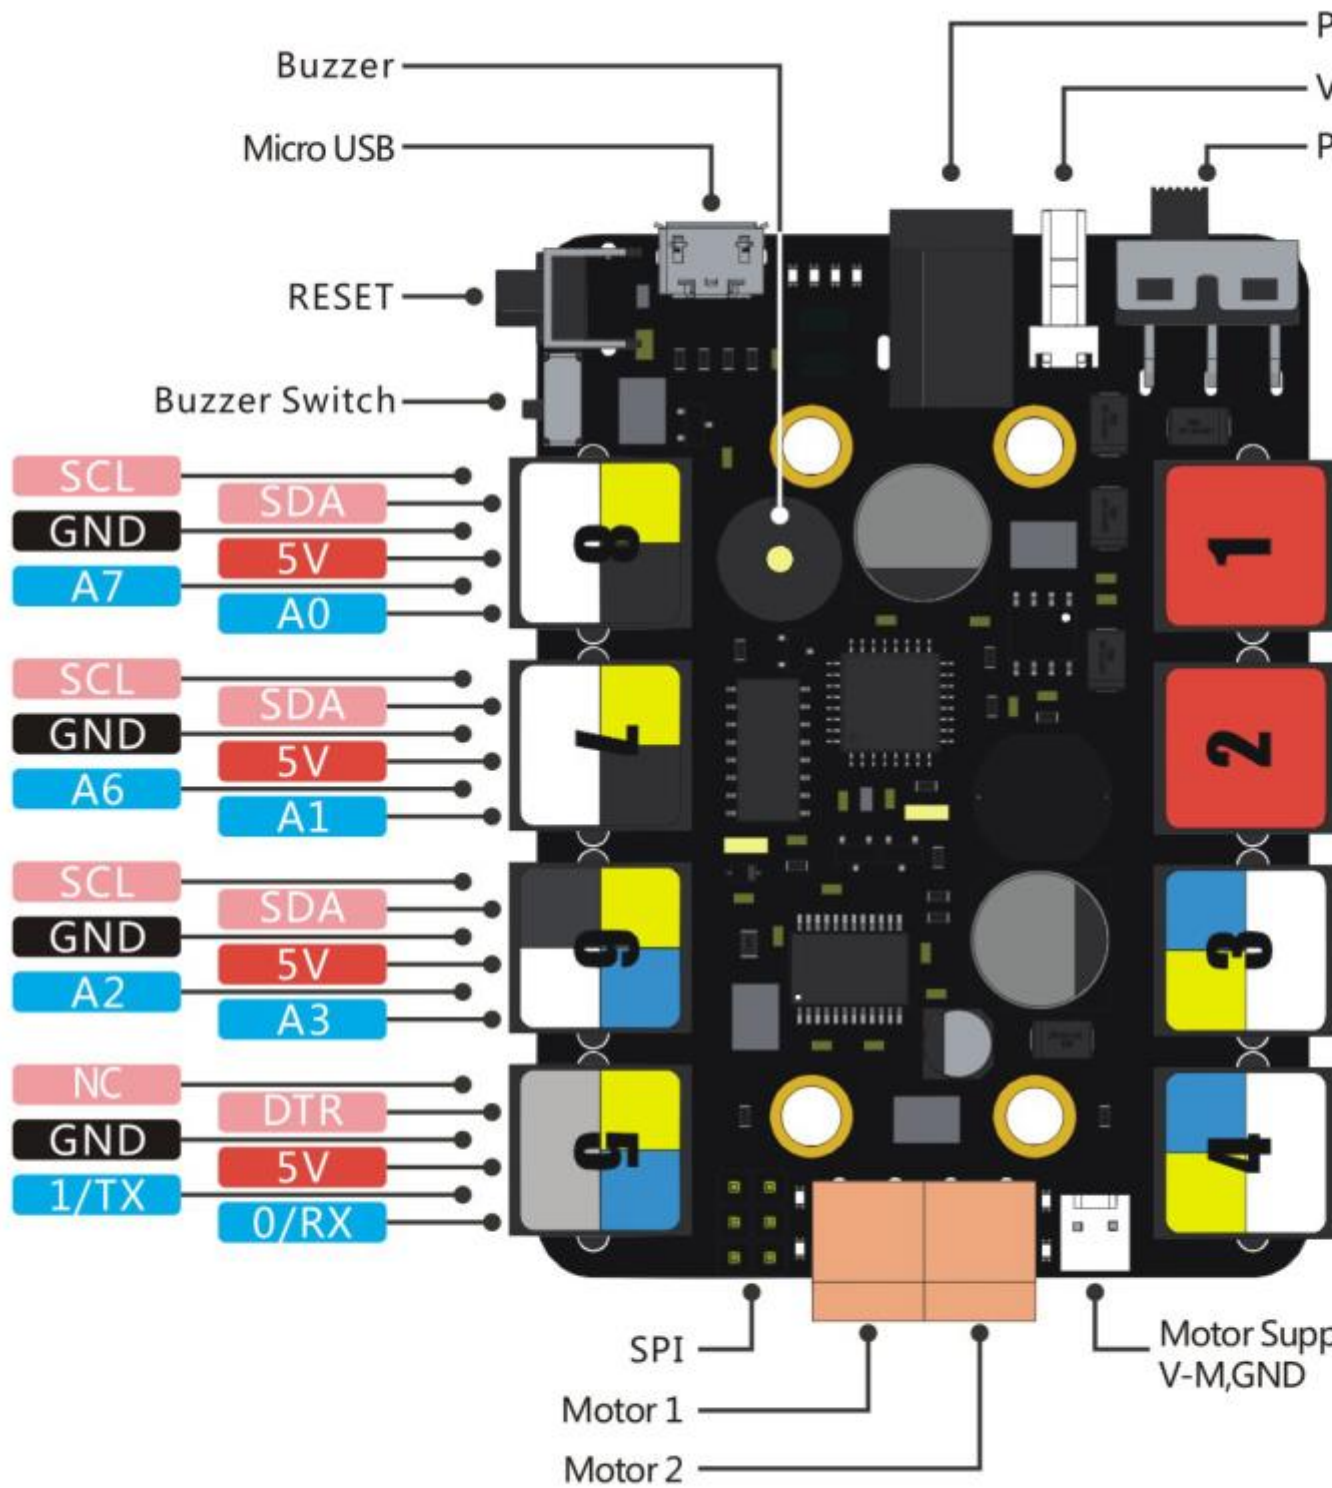 P
Buzzer
V
Micro USB
P
RESET
Buzzer Switch
SCL
SDA
GND
5V
A7
A0
8
1
SCL
SDA
GND
5V
A6
A1
7
2
SCL
SDA
GND
5V
A2
A3
6
3
NC
DTR
GND
5V
1/TX
0/RX
5
4
SPI
Motor Supp
V-M,GND
Motor 1
Motor 2